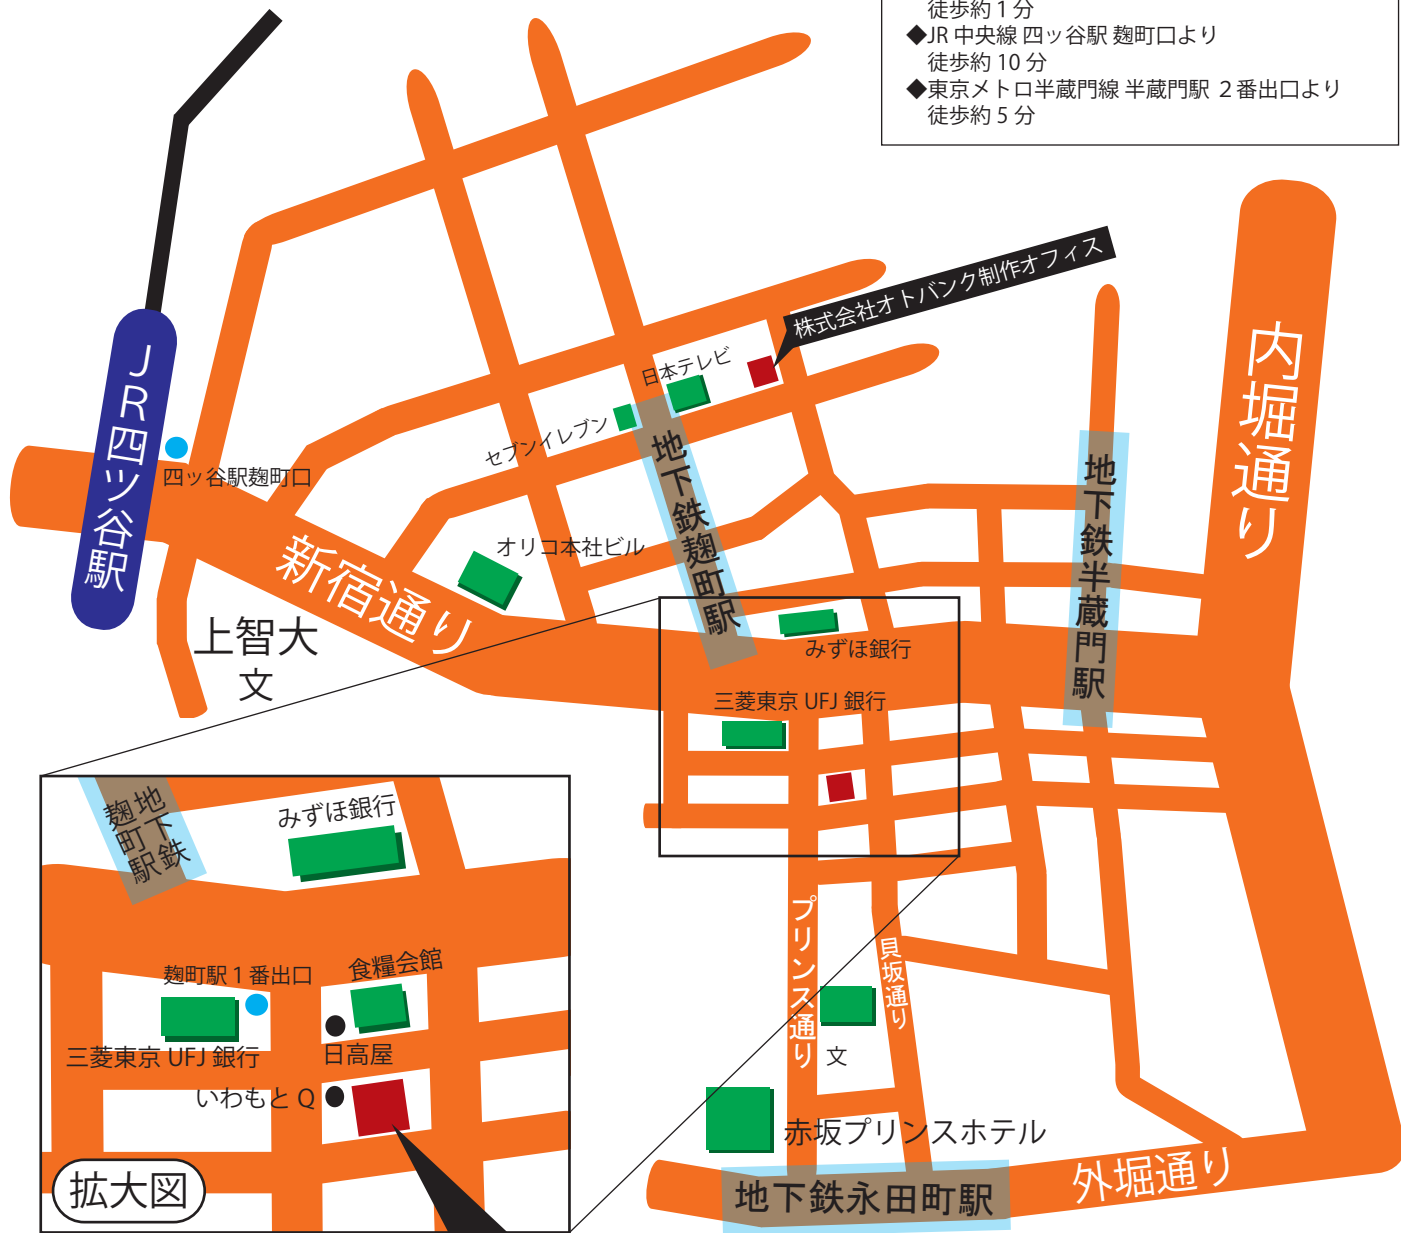 徒歩約 1 分
◆JR 中央線 四ッ谷駅 麹町口より
徒歩約 10 分
◆東京メトロ半蔵門線 半蔵門駅 2 番出口より
徒歩約 5 分
株式会社オトバンク制作オフィス
内堀通り
JR四ツ谷駅
日本テレビ
セブンイレブン
四ッ谷駅麹町口
地下鉄麹町駅
地下鉄半蔵門駅
オリコ本社ビル
新宿通り
上智大
文
みずほ銀行
三菱東京 UFJ 銀行
地下鉄
麹町駅
みずほ銀行
麹町駅 1 番出口
食糧会館
三菱東京 UFJ 銀行
日高屋
いわもと Q
拡大図
プリンス通り
貝坂通り
文
赤坂プリンスホテル
地下鉄永田町駅
外堀通り